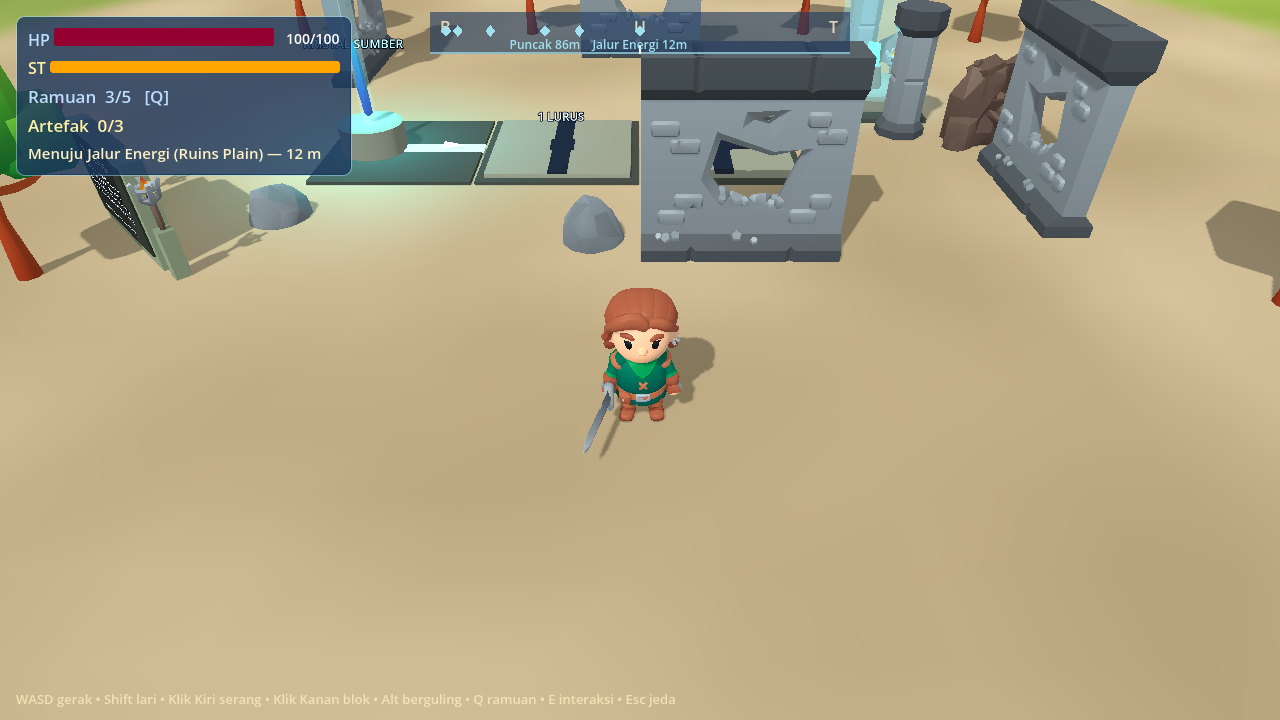 HP 100/100
ST
Ramuan 3/5 [Q]
Artefak 0/3
Menuju Jalur Energi (Ruins Plain) — 12 m
SUMBER
B W T
Puncak 86m Jalur Energi 12m
1 LURUS
WASD gerak • Shift lari • Klik Kiri serang • Klik Kanan blok • Alt berguling • Q ramuan • E interaksi • Esc jeda